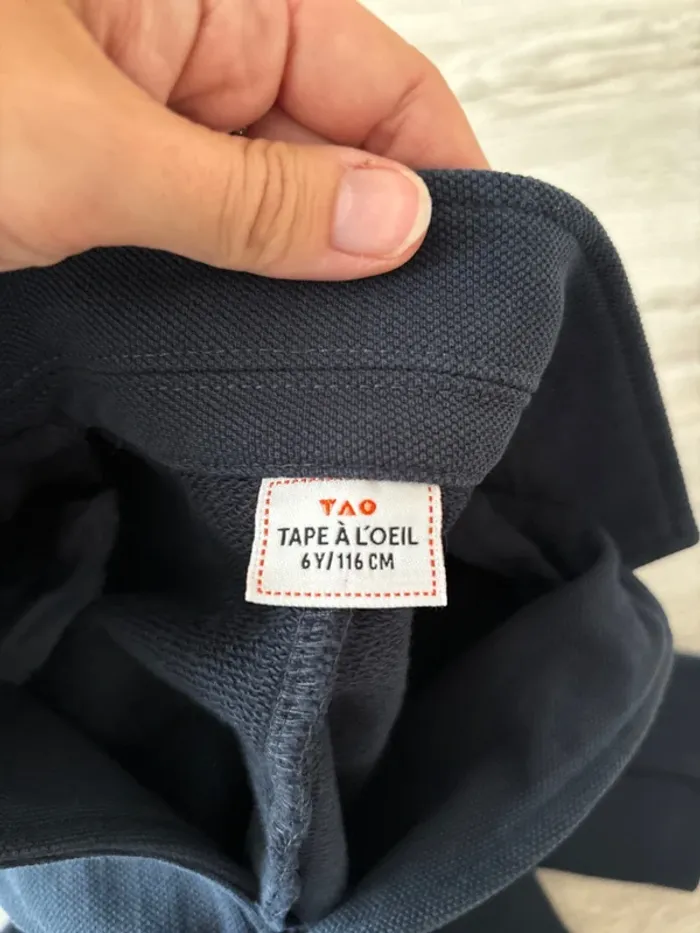 TAO
TAPE À L'OEIL
6Y/116 CM